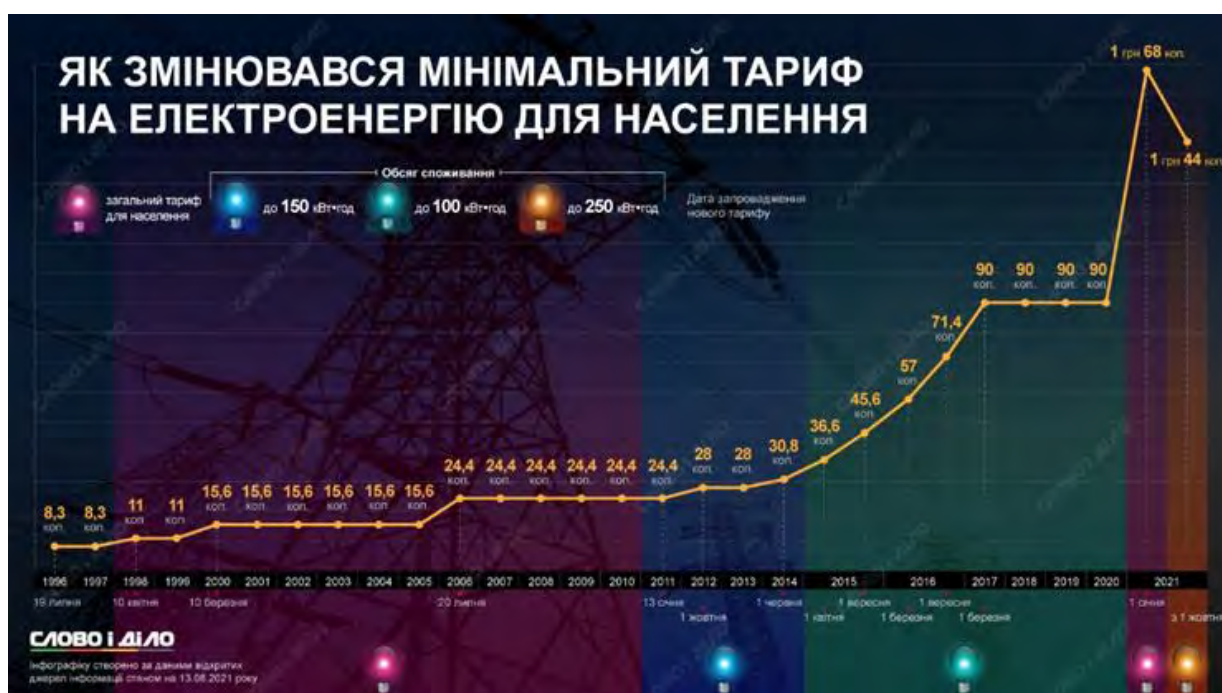 ЯК ЗМІНЮВАВСЯ МІНІМАЛЬНИЙ ТАРИФ
НА ЕЛЕКТРОЕНЕРГІЮ ДЛЯ НАСЕЛЕННЯ
Обсяг споживання
загальний тариф
для населення
до 150 кВт•год
до 100 кВт•год
до 250 кВт•год
Дата запровадження
нового тарифу
8,3
коп.
8,3
коп.
11
коп
11
коп
15,6
коп.
15,6
коп.
15,6
коп.
15,6
коп.
15,6
коп.
15,6
коп.
24,4
коп.
24,4
коп.
24,4
коп.
24,4
коп.
24,4
коп.
24,4
коп.
28
коп.
28
коп.
30,8
коп.
36,6
коп.
45,6
коп.
57
коп.
71,4
коп.
90
коп.
90
коп.
90
коп.
90
коп.
1 грн 68 коп.
1 грн 44 коп.
1996 1997 1998 1999 2000 2001 2002 2003 2004 2005 2006 2007 2008 2009 2010 2011 2012 2013 2014 2015 2016 2017 2018 2019 2020 2021
19 липня 10 квітня 10 березня 20 липня 13 січня 1 червня 1 вересня 1 вересня 1 січня
1 жовтня 1 квітня 1 березня 1 березня з 1 жовтня
СЛОВО і ДІЛО
Інфографіку створено за даними відкритих
джерел інформації станом на 13.08.2021 року